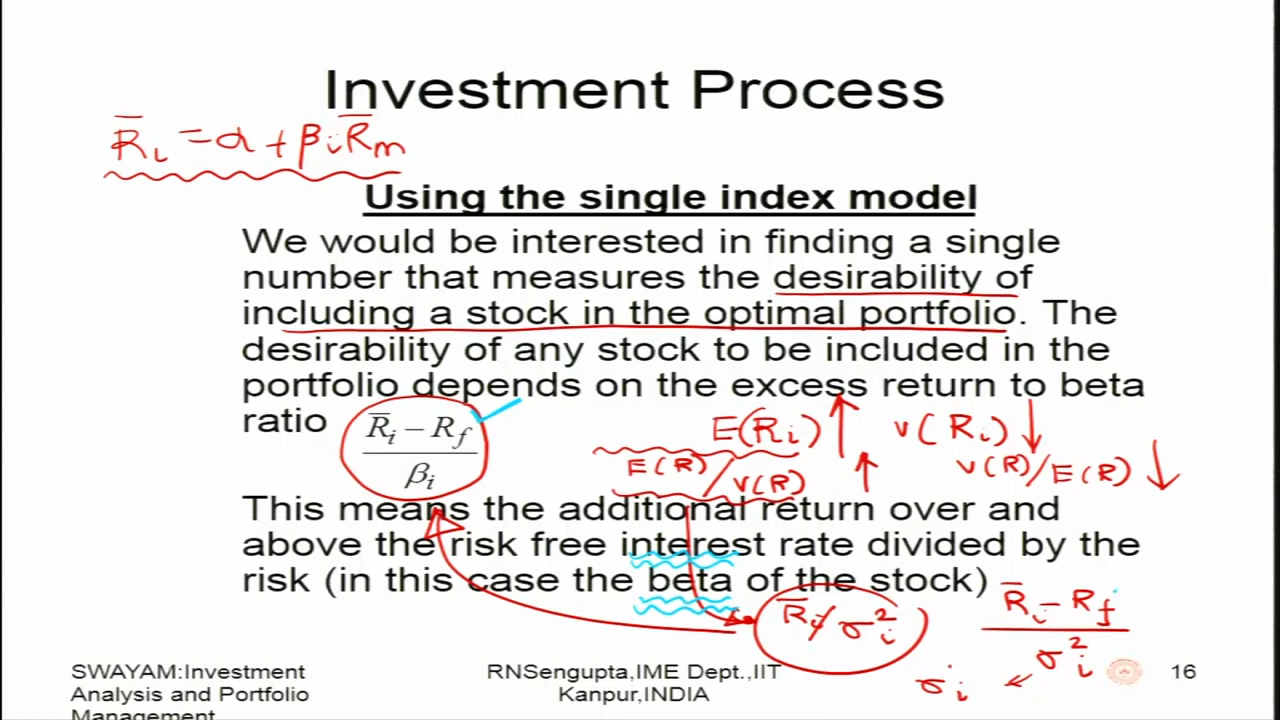 Investment Process
R̄i = α + βi R̄m
Using the single index model
We would be interested in finding a single
number that measures the desirability of
including a stock in the optimal portfolio. The
desirability of any stock to be included in the
portfolio depends on the excess return to beta
ratio
R̄i − Rf
βi
E(R̄i) ↑ v(Ri) ↓
E(R)/V(R) ↑ v(R)/E(R) ↓
This means the additional return over and
above the risk free interest rate divided by the
risk (in this case the beta of the stock)
R̄i/σi²
R̄i − Rf
σi²
σi ←
SWAYAM:Investment
Analysis and Portfolio
Management
RNSengupta,IME Dept.,IIT
Kanpur,INDIA
16